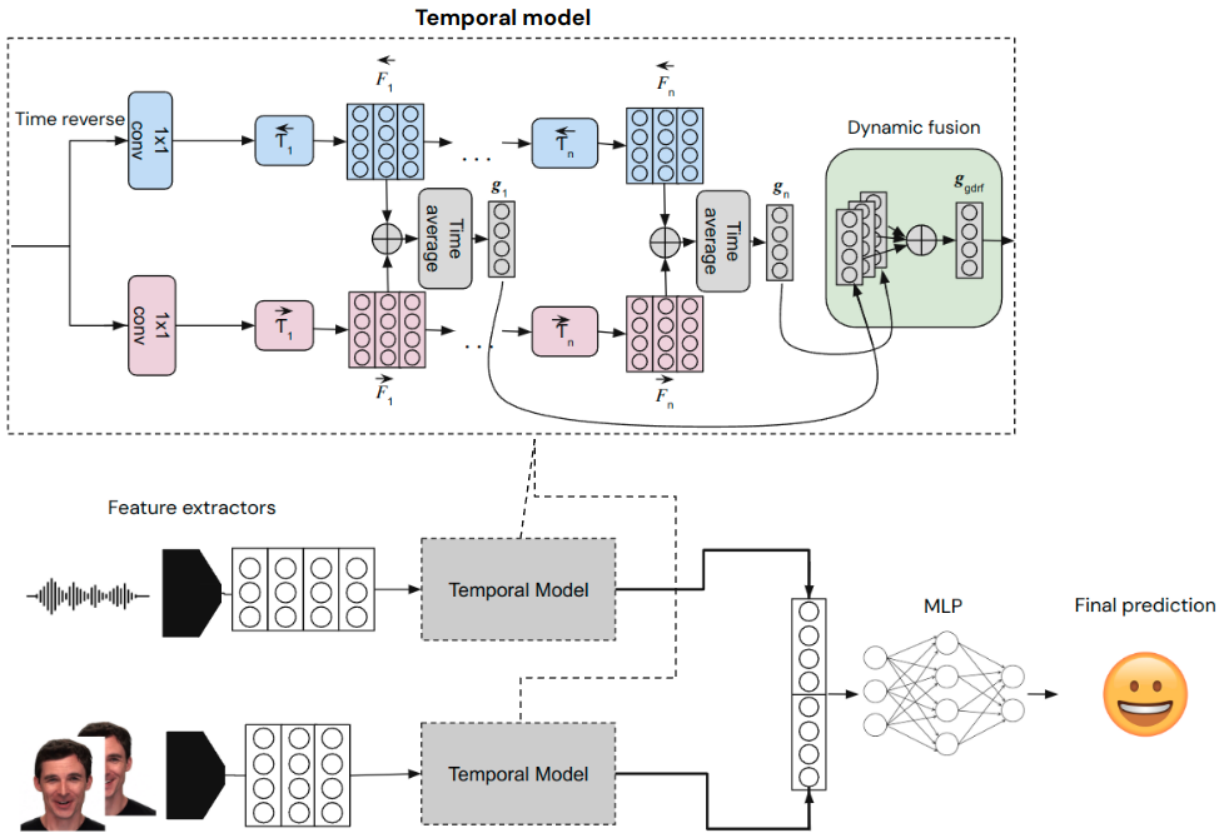 Temporal model
F1
Fn
Time reverse
1x1
conv
T1
. . .
Tn
Dynamic fusion
g1
gn
ggdrf
Time
average
Time
average
1x1
conv
T1
. . .
Tn
F1
Fn
Feature extractors
Temporal Model
MLP
Final prediction
Temporal Model